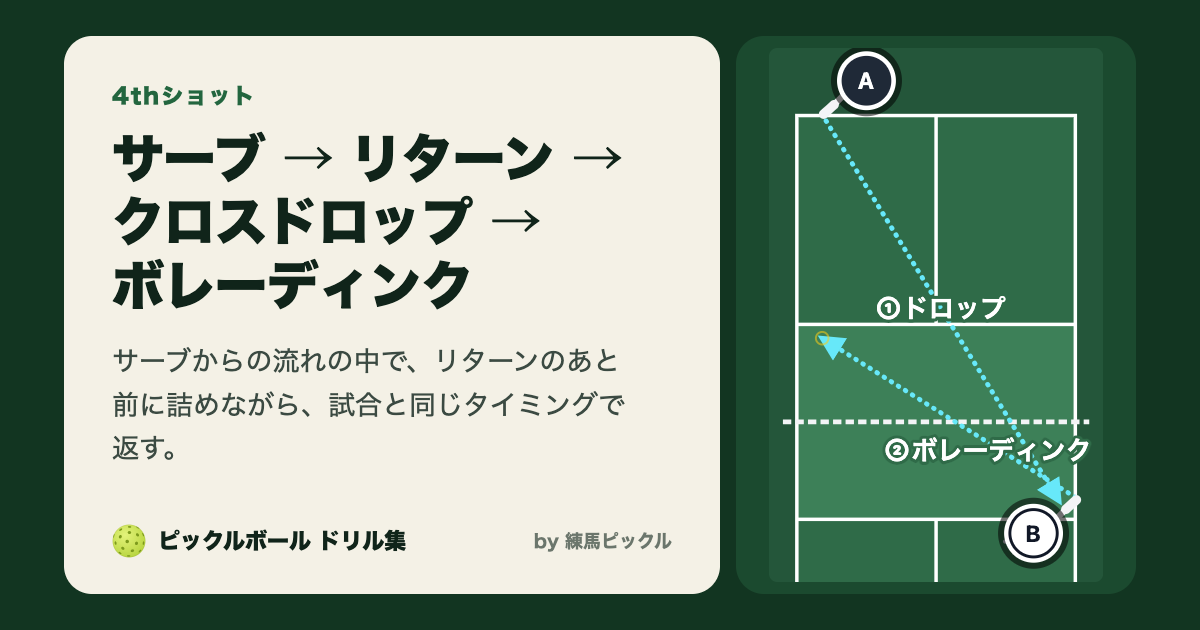 4thショット
サーブ → リターン →
クロスドロップ →
ボレーディンク
サーブからの流れの中で、リターンのあと
前に詰めながら、試合と同じタイミングで
返す。
ピックルボール ドリル集
by 練馬ピックル
A
①ドロップ
②ボレーディンク
B